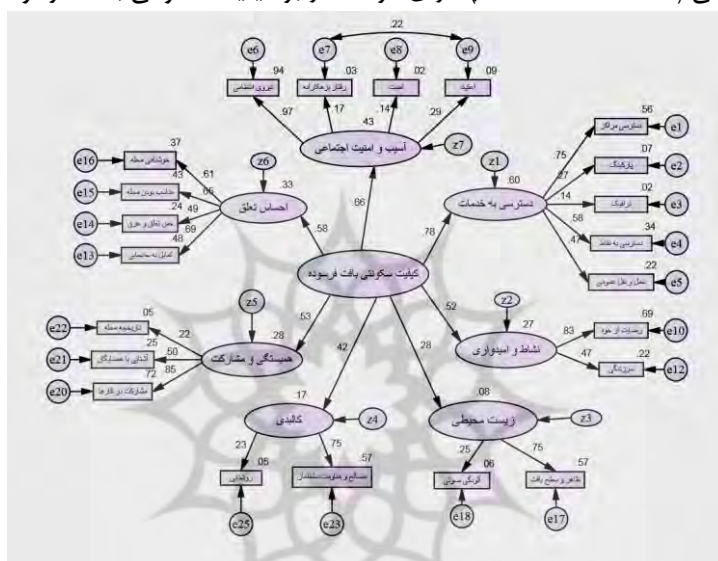 .22
e6 e7 e8 e9
.94 .03 .02 .09
نیروی انتظامی رفتار بزهکارانه امنیت اعتیاد
.97 .17 .14 .29
.43
آسیب و امنیت اجتماعی z7
.37
e16 خوشنامی محله
.61
z6
.43
e15 مناسب بودن محله
.65
.33
احساس تعلق
.24
e14 حس تعلق و عرق
.49
.48
e13 تمایل به جابجایی
.69
z1
.60
دسترسی به خدمات
.56
دسترسی مراکز e1
.75
.07
پارکینگ e2
.27
.02
ترافیک e3
.14
.34
دسترسی به نقاط e4
.58
.22
حمل و نقل عمومی e5
.47
.66
.58 .78
کیفیت سکونتی بافت فرسوده
.53 .42 .28 .52
z5
.28
همبستگی و مشارکت
.05
e22 تاریخچه محله
.22
.25
e21 آشنایی با همسایگان
.50
.72
e20 مشارکت در کارها
.85
z2
.27
نشاط و امیدواری
.69
رضایت از خود e10
.83
.22
سرزندگی e12
.47
.17
کالبدی z4
.23 .75
.05 .57
روشنایی مصالح و مقاومت ساختمان
e25 e23
.08
زیست محیطی z3
.25 .75
.06 .57
آلودگی صوتی ظاهر و سطح بافت
e18 e17